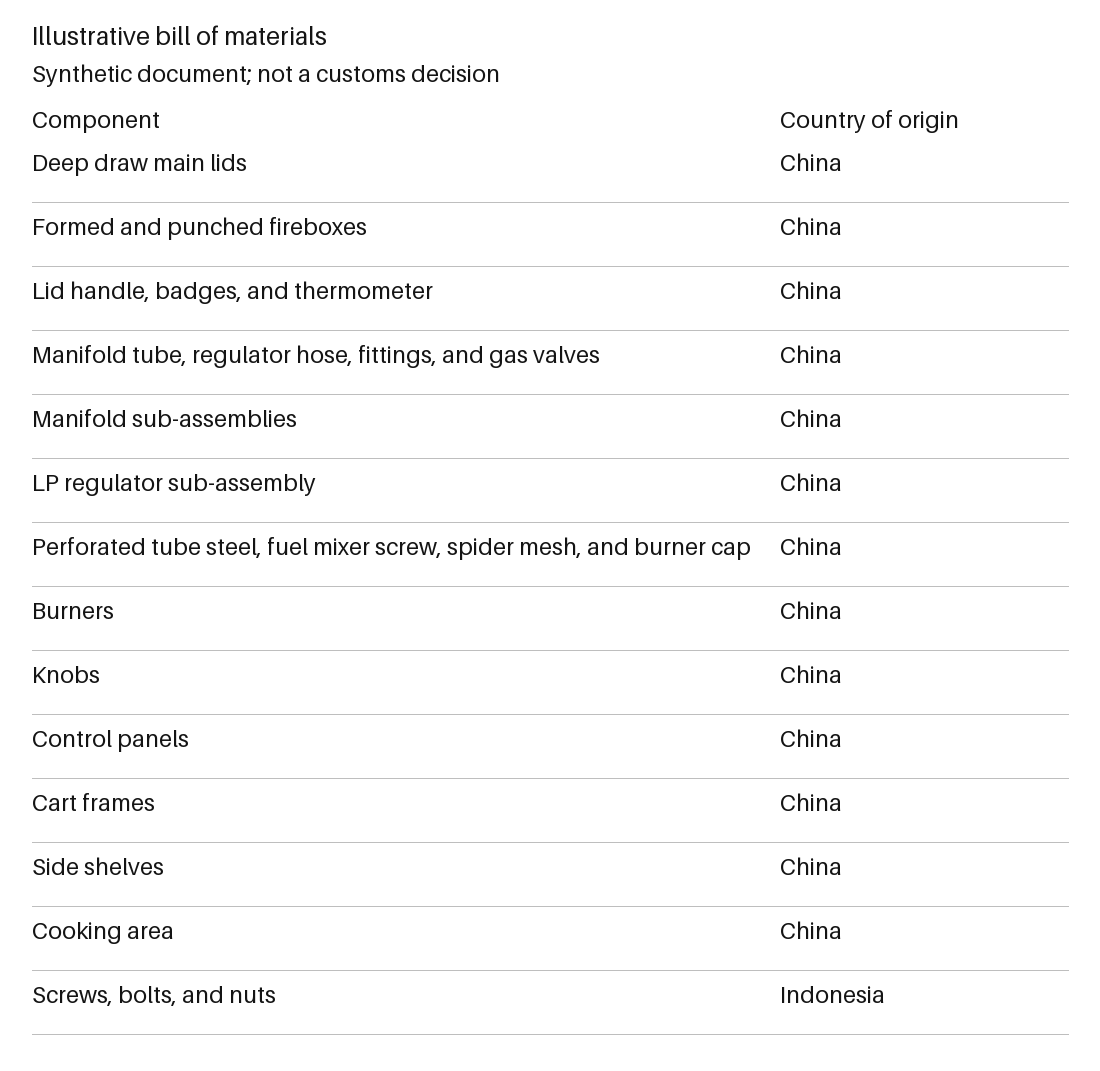 Illustrative bill of materials
Synthetic document; not a customs decision
Component Country of origin
Deep draw main lids China
Formed and punched fireboxes China
Lid handle, badges, and thermometer China
Manifold tube, regulator hose, fittings, and gas valves China
Manifold sub-assemblies China
LP regulator sub-assembly China
Perforated tube steel, fuel mixer screw, spider mesh, and burner cap China
Burners China
Knobs China
Control panels China
Cart frames China
Side shelves China
Cooking area China
Screws, bolts, and nuts Indonesia